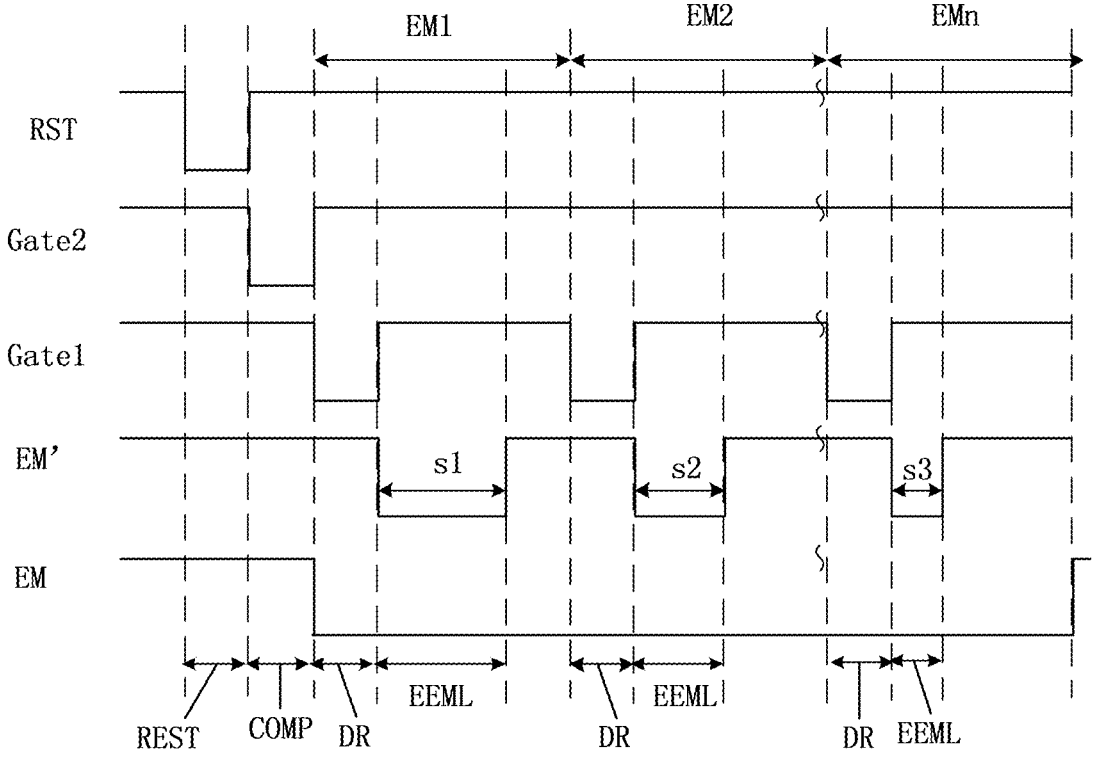 EM1 EM2 EMn
RST
Gate2
Gate1
EM'
s1 s2 s3
EM
REST COMP DR EEML DR EEML DR EEML